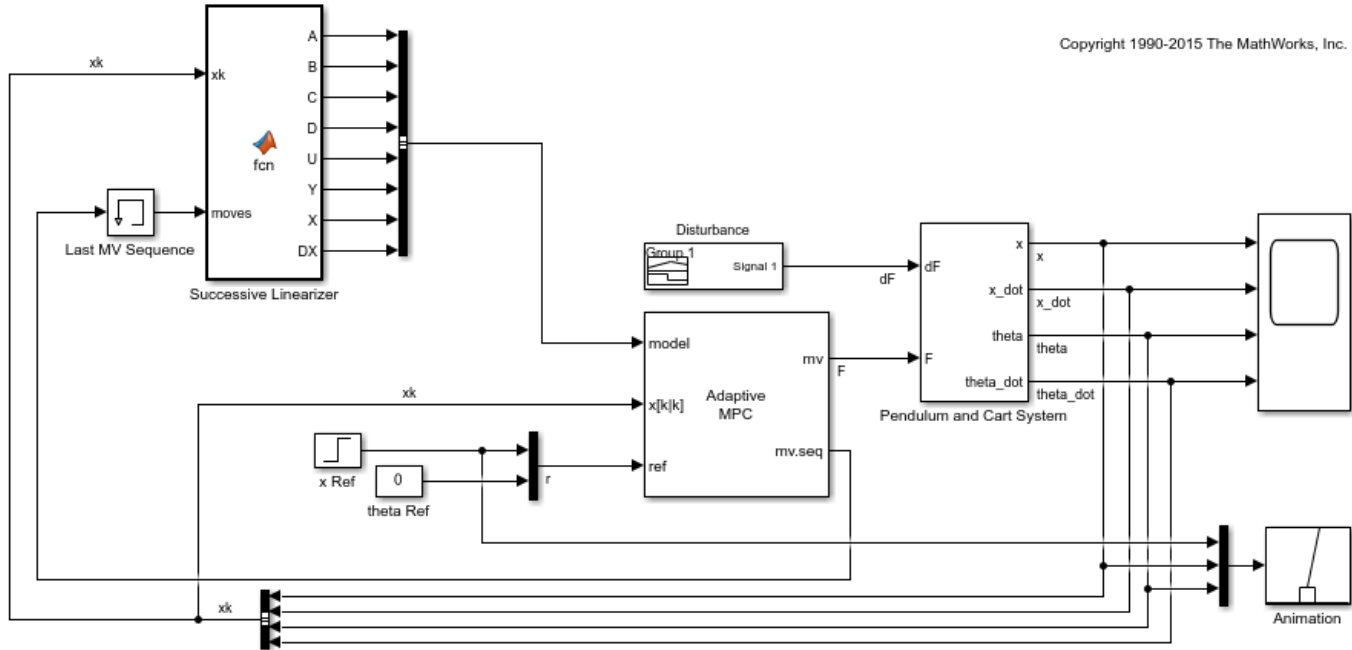 Copyright 1990-2015 The MathWorks, Inc.
xk
xk
moves
fcn
A
B
C
D
U
Y
X
DX
Last MV Sequence
Successive Linearizer
Disturbance
Group 1
Signal 1
dF
dF
F
x
x_dot
theta
theta_dot
x
x_dot
theta
theta_dot
Pendulum and Cart System
model
x[k|k]
ref
Adaptive
MPC
mv
mv.seq
F
xk
x Ref
0
theta Ref
r
xk
Animation